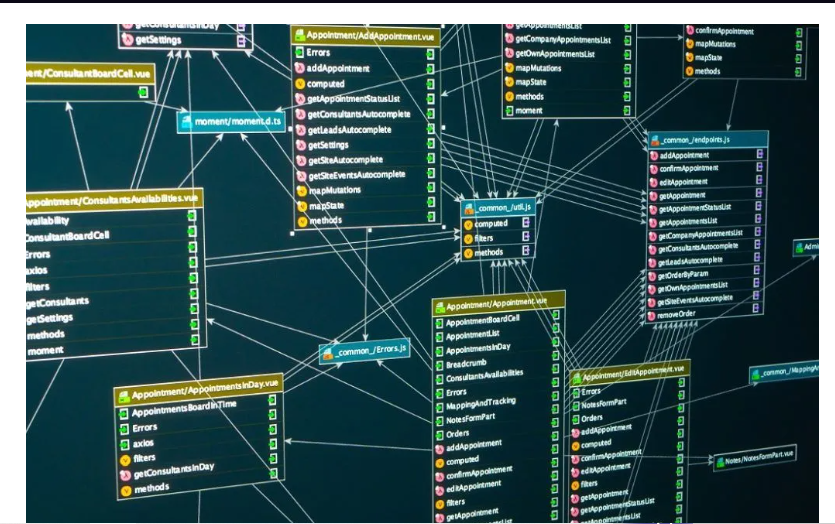 getConsultantsInDay
getSettings
ent/ConsultantBoardCell.vue
moment/moment.d.ts
Appointment/AddAppointment.vue
Errors
addAppointment
computed
getAppointmentStatusList
getConsultantsAutocomplete
getLeadsAutocomplete
getSettings
getSiteAutocomplete
getSiteEventsAutocomplete
mapMutations
mapState
methods
getAppointmentsList
getCompanyAppointmentsList
getOwnAppointmentsList
mapMutations
mapState
methods
moment
confirmAppointment
mapMutations
mapState
methods
_common_/endpoints.js
addAppointment
confirmAppointment
editAppointment
getAppointment
getAppointmentStatusList
getAppointmentsList
getCompanyAppointmentsList
getConsultantsAutocomplete
getLeadsAutocomplete
getOrderByParam
getOwnAppointmentsList
getSiteEventsAutocomplete
removeOrder
Appointment/ConsultantsAvailabilities.vue
Availability
ConsultantBoardCell
Errors
axios
filters
getConsultants
getSettings
methods
moment
_common_/util.js
computed
filters
methods
_common_/Errors.js
Appointment/AppointmentsInDay.vue
AppointmentsBoardInTime
Errors
axios
filters
getConsultantsInDay
methods
Appointment/Appointment.vue
AppointmentBoardCell
AppointmentList
AppointmentsInDay
Breadcrumb
ConsultantsAvailabilities
Errors
MappingAndTracking
NotesFormPart
Orders
addAppointment
computed
confirmAppointment
editAppointment
filters
getAppointment
Appointment/EditAppointment.vue
Errors
NotesFormPart
Orders
addAppointment
computed
confirmAppointment
editAppointment
filters
getAppointment
getAppointmentStatusList
getAppointmentsList
Admi
_common_/MappingA
Notes/NotesFormPart.vue